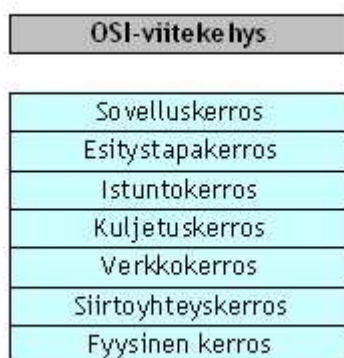 OSI-viitekehys
Sovelluskerros
Esitystapakerros
Istuntokerros
Kuljetuskerros
Verkkokerros
Siirtoyhteyskerros
Fyysinen kerros